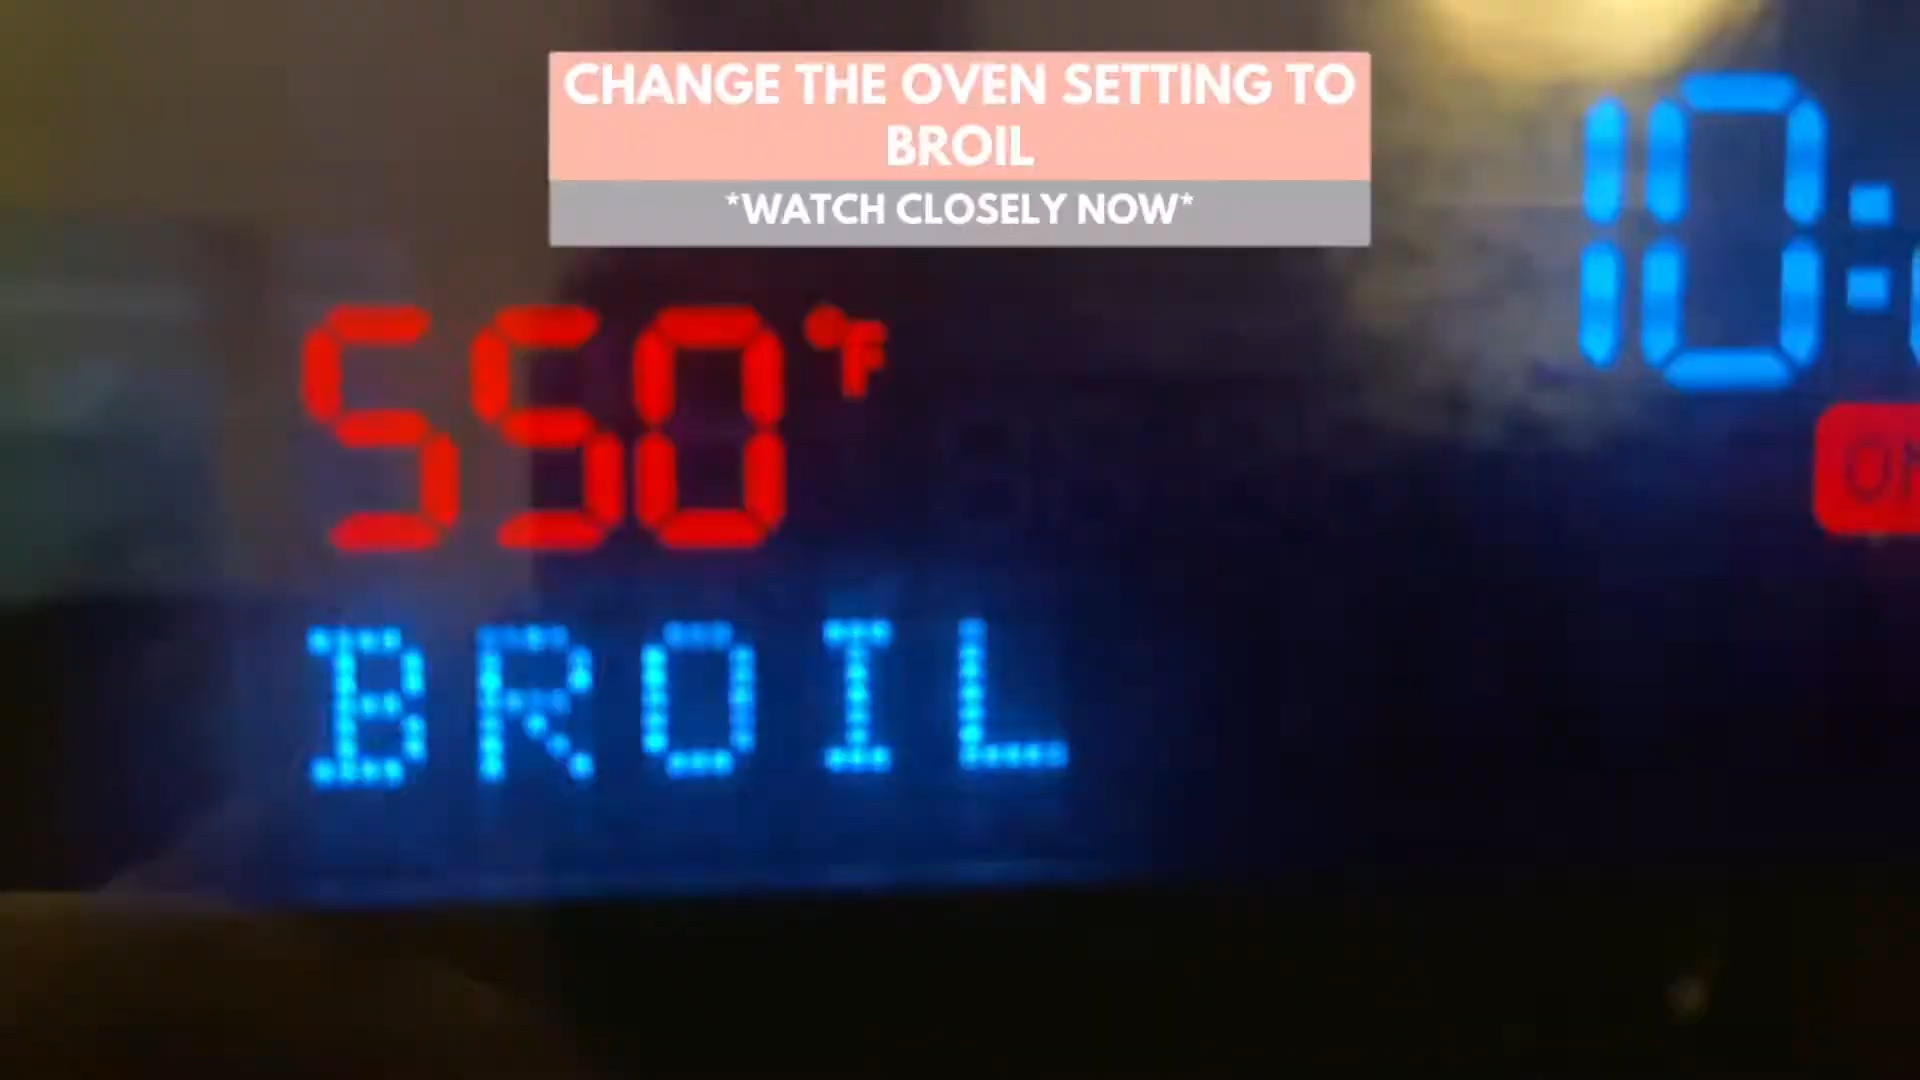 CHANGE THE OVEN SETTING TO
BROIL
*WATCH CLOSELY NOW*
10:
550°F
BROIL